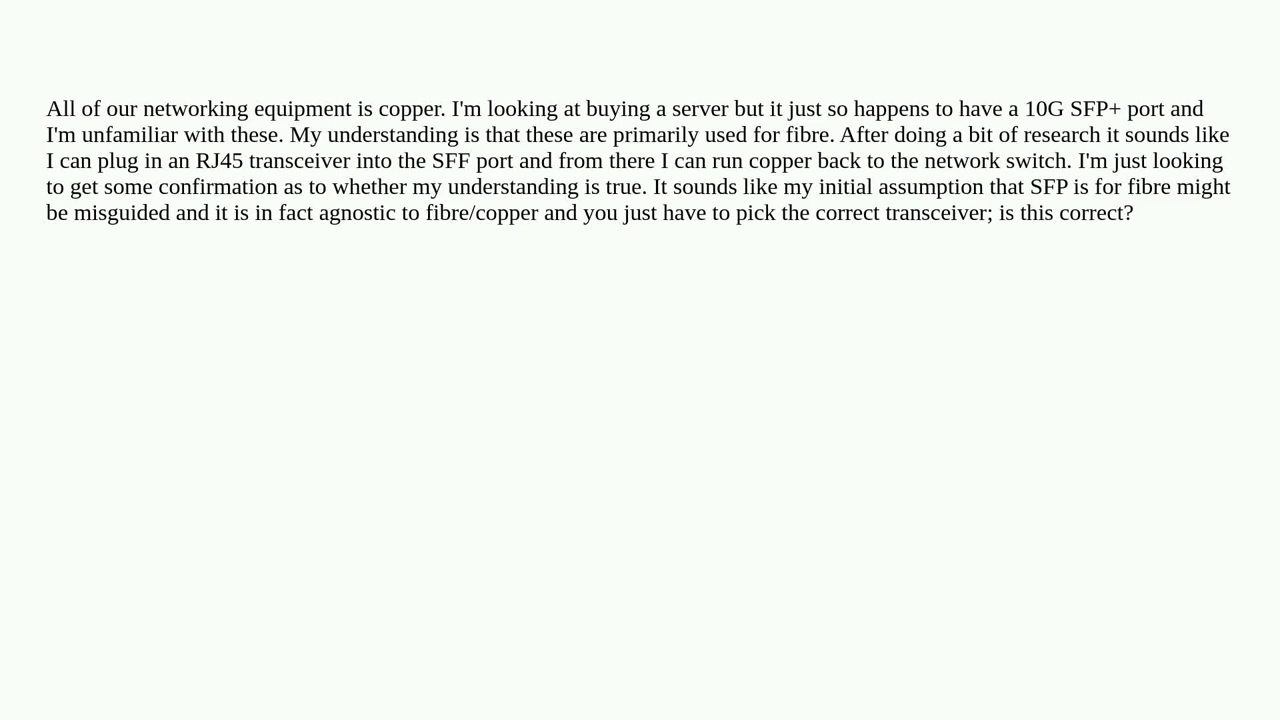 All of our networking equipment is copper. I'm looking at buying a server but it just so happens to have a 10G SFP+ port and
I'm unfamiliar with these. My understanding is that these are primarily used for fibre. After doing a bit of research it sounds like
I can plug in an RJ45 transceiver into the SFF port and from there I can run copper back to the network switch. I'm just looking
to get some confirmation as to whether my understanding is true. It sounds like my initial assumption that SFP is for fibre might
be misguided and it is in fact agnostic to fibre/copper and you just have to pick the correct transceiver; is this correct?